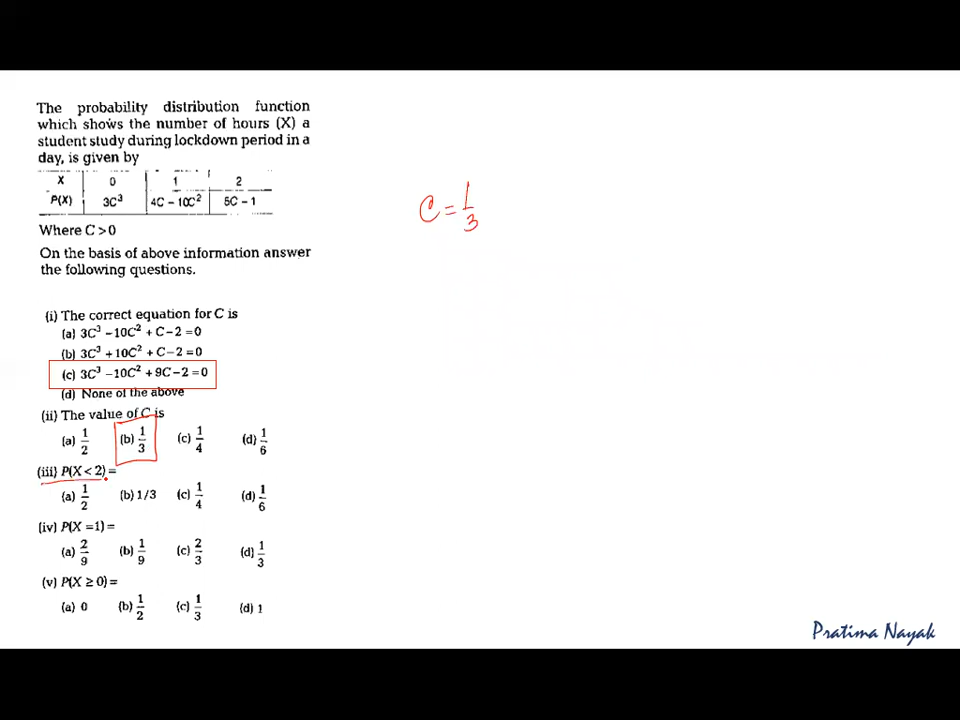 The probability distribution function
which shows the number of hours (X) a
student study during lockdown period in a
day, is given by
X 0 1 2
P(X) 3C³ 4C – 10C² 5C – 1
Where C > 0
On the basis of above information answer
the following questions.
C = 1/3
(i) The correct equation for C is
(a) 3C³ – 10C² + C – 2 = 0
(b) 3C³ + 10C² + C – 2 = 0
(c) 3C³ – 10C² + 9C – 2 = 0
(d) None of the above
(ii) The value of C is
(a) 1/2 (b) 1/3 (c) 1/4 (d) 1/6
(iii) P(X < 2) =
(a) 1/2 (b) 1/3 (c) 1/4 (d) 1/6
(iv) P(X = 1) =
(a) 2/9 (b) 1/9 (c) 2/3 (d) 1/3
(v) P(X ≥ 0) =
(a) 0 (b) 1/2 (c) 1/3 (d) 1
Pratima Nayak